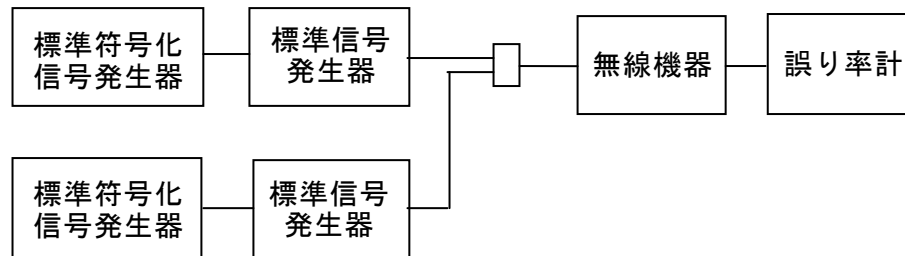 標準符号化
信号発生器
標準信号
発生器
無線機器
誤り率計
標準符号化
信号発生器
標準信号
発生器